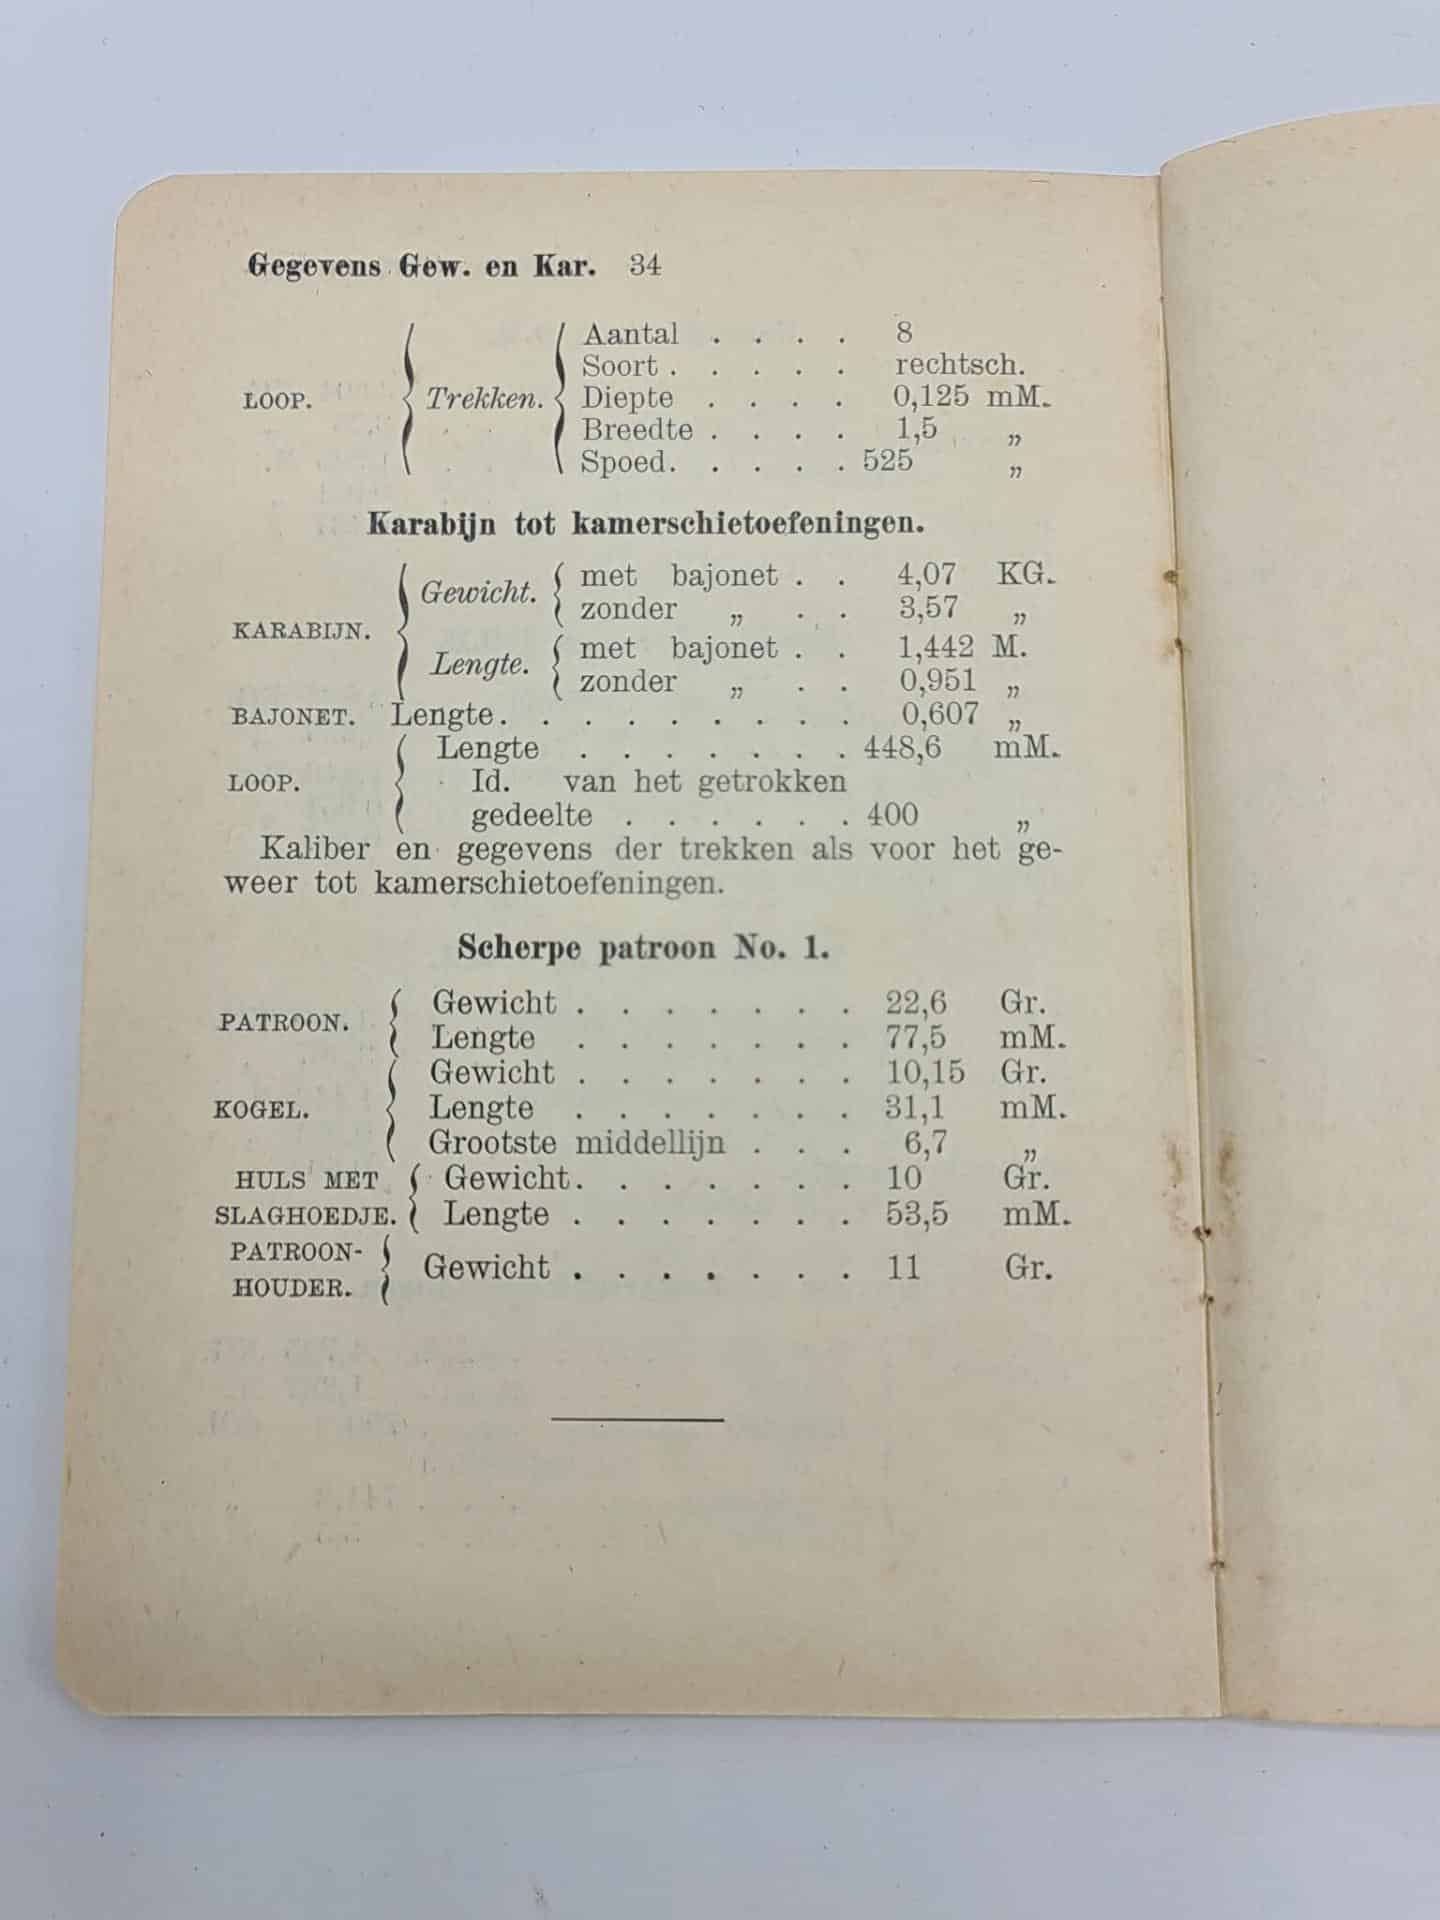 Gegevens Gew. en Kar. 34
LOOP. Trekken. Aantal . . . . 8
Soort . . . . . rechtsch.
Diepte . . . . 0,125 mM.
Breedte . . . . 1,5 „
Spoed. . . . . 525 „
Karabijn tot kamerschietoefeningen.
KARABIJN. Gewicht. met bajonet . . 4,07 KG.
zonder „ . . 3,57 „
Lengte. met bajonet . . 1,442 M.
zonder „ . . 0,951 „
BAJONET. Lengte. . . . . . . . . 0,607 „
LOOP. Lengte . . . . . . . 448,6 mM.
Id. van het getrokken
gedeelte . . . . . . 400 „
Kaliber en gegevens der trekken als voor het ge-
weer tot kamerschietoefeningen.
Scherpe patroon No. 1.
PATROON. Gewicht . . . . . . . 22,6 Gr.
Lengte . . . . . . . 77,5 mM.
KOGEL. Gewicht . . . . . . . 10,15 Gr.
Lengte . . . . . . . 31,1 mM.
Grootste middellijn . . . 6,7 „
HULS MET Gewicht. . . . . . . 10 Gr.
SLAGHOEDJE. Lengte . . . . . . . 53,5 mM.
PATROON-
HOUDER. Gewicht . . . . . . . 11 Gr.